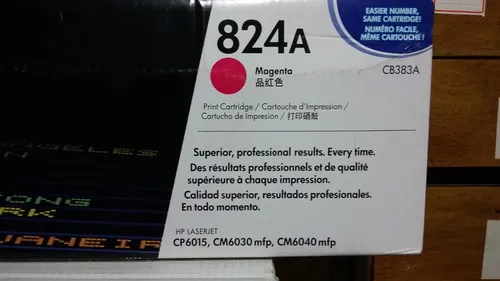 EASIER NUMBER,
SAME CARTRIDGE!
NUMÉRO FACILE,
MÊME CARTOUCHE!
824A
Magenta
品红色
CB383A
Print Cartridge / Cartouche d'Impression /
Cartucho de Impresión / 打印硒鼓
Superior, professional results. Every time.
Des résultats professionnels et de qualité
supérieure à chaque impression.
Calidad superior, resultados profesionales.
En todo momento.
HP LASERJET
CP6015, CM6030 mfp, CM6040 mfp